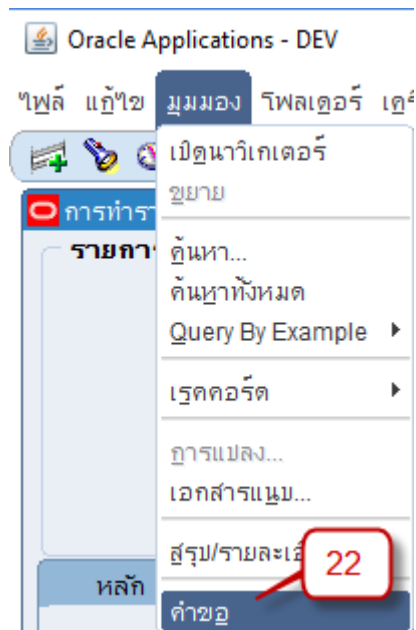 Oracle Applications - DEV
ไฟล์ แก้ไข มุมมอง โฟลเดอร์
เปิดนาวิเกเตอร์
ขยาย
การทำรา
รายการ
ค้นหา...
ค้นหาทั้งหมด
Query By Example
เรคคอร์ด
การแปลง...
เอกสารแนบ...
สรุป/รายละเอี
22
หลัก
คำขอ